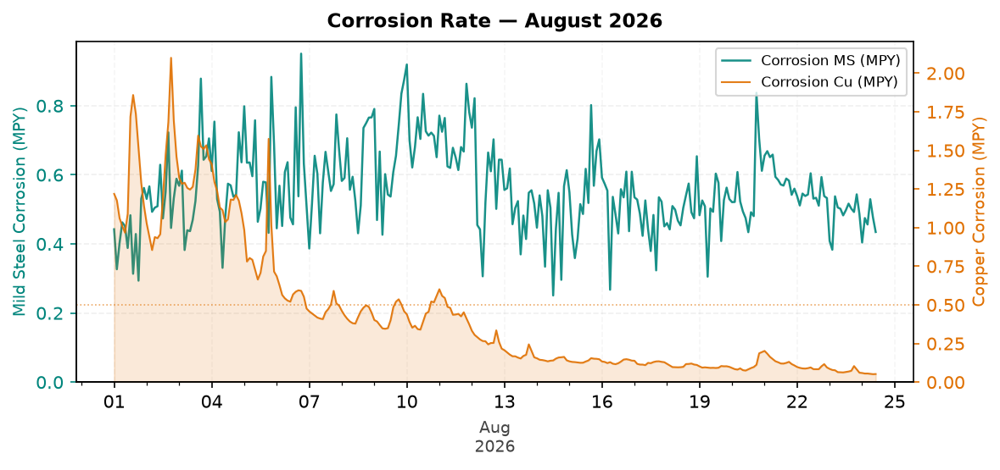 Corrosion Rate — August 2026
Corrosion MS (MPY)
Corrosion Cu (MPY)
Mild Steel Corrosion (MPY)
0.8
0.6
0.4
0.2
0.0
Copper Corrosion (MPY)
2.00
1.75
1.50
1.25
1.00
0.75
0.50
0.25
0.00
01 04 07 10 13 16 19 22 25
Aug
2026